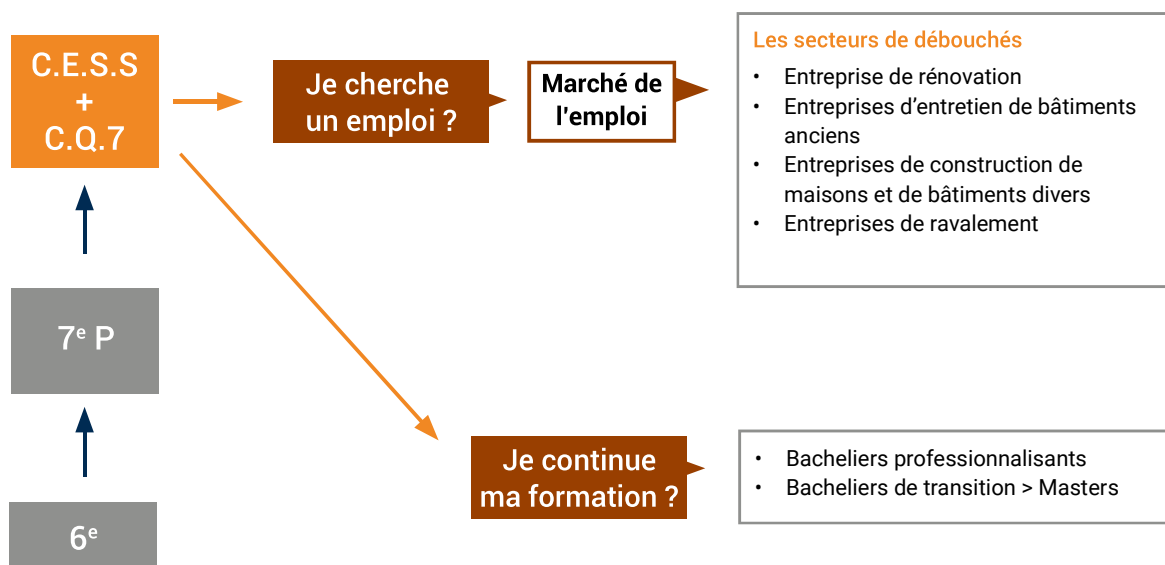 C.E.S.S
+
C.Q.7
Je cherche
un emploi ?
Marché de
l'emploi
Les secteurs de débouchés
• Entreprise de rénovation
• Entreprises d’entretien de bâtiments
anciens
• Entreprises de construction de
maisons et de bâtiments divers
• Entreprises de ravalement
7e P
Je continue
ma formation ?
• Bacheliers professionnalisants
• Bacheliers de transition > Masters
6e